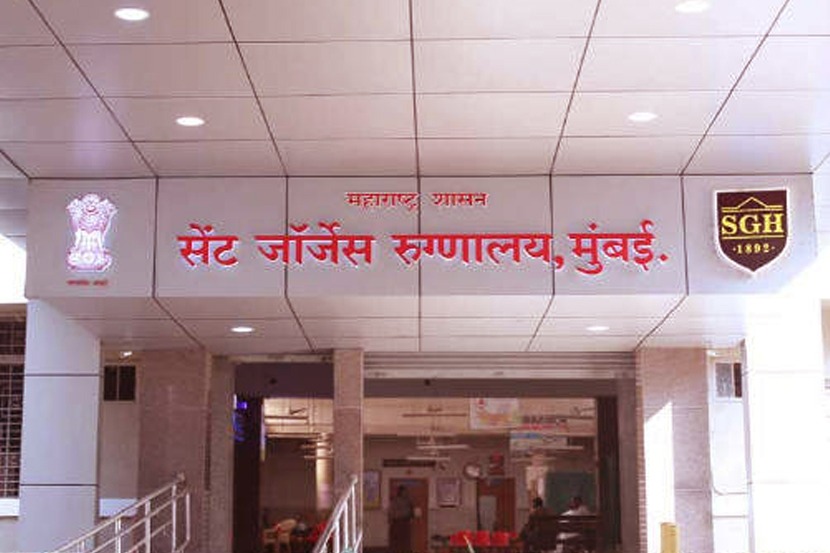 महाराष्ट्र शासन
सेंट जॉर्जेस रुग्णालय, मुंबई.
SGH
·1892·